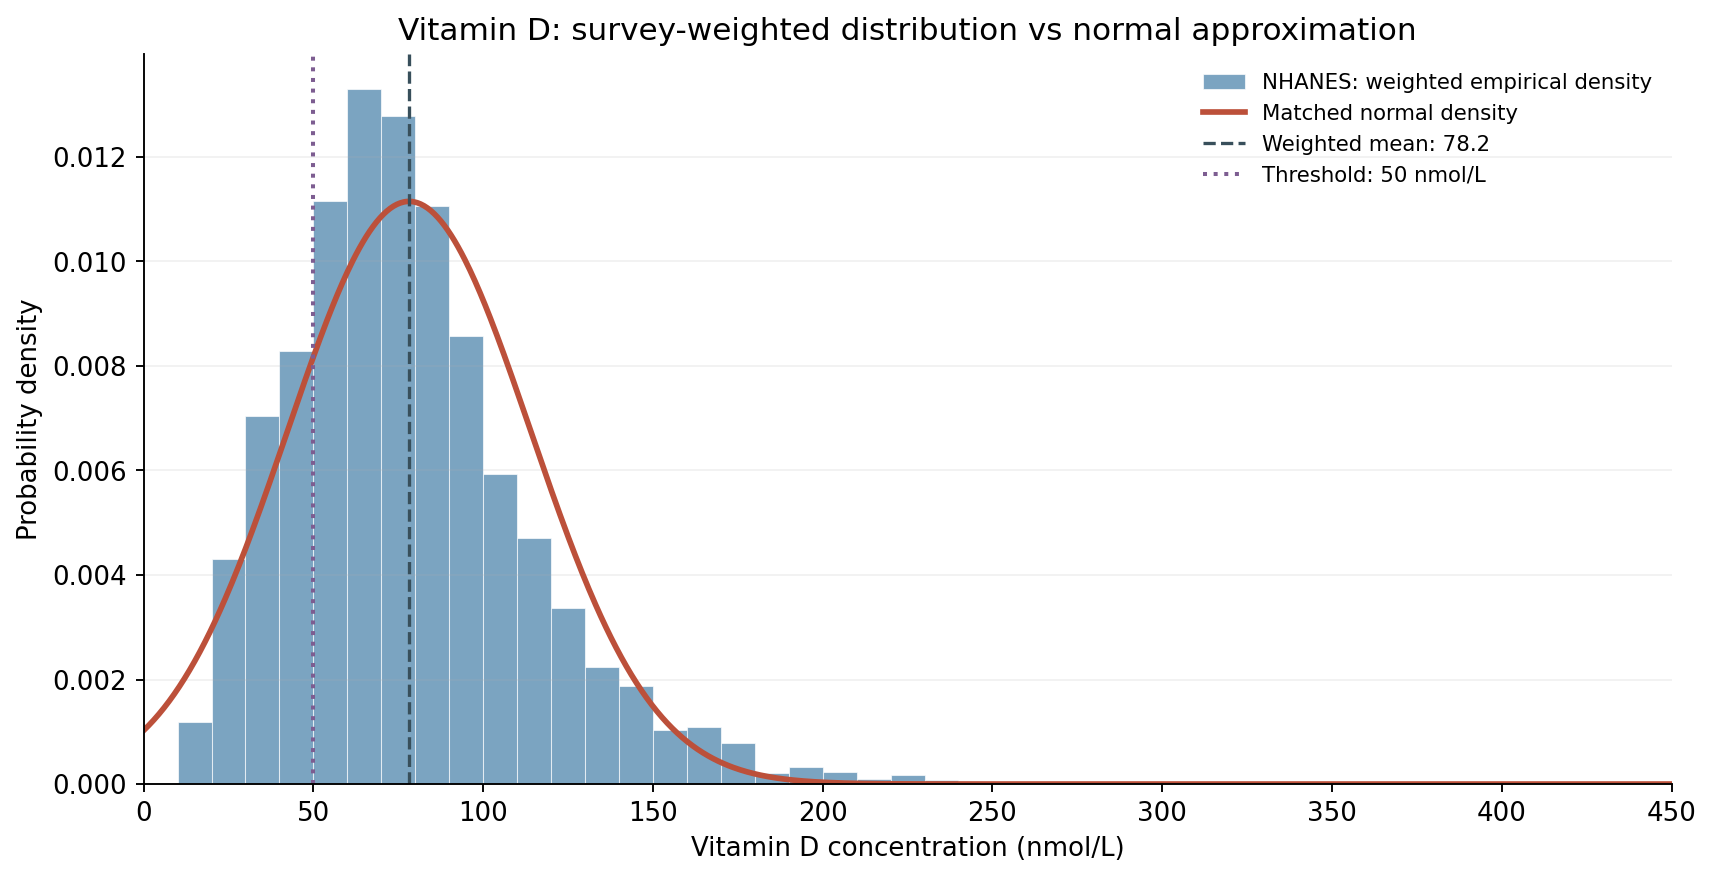 Vitamin D: survey-weighted distribution vs normal approximation
NHANES: weighted empirical density
Matched normal density
Weighted mean: 78.2
Threshold: 50 nmol/L
Probability density
0.012
0.010
0.008
0.006
0.004
0.002
0.000
0 50 100 150 200 250 300 350 400 450
Vitamin D concentration (nmol/L)